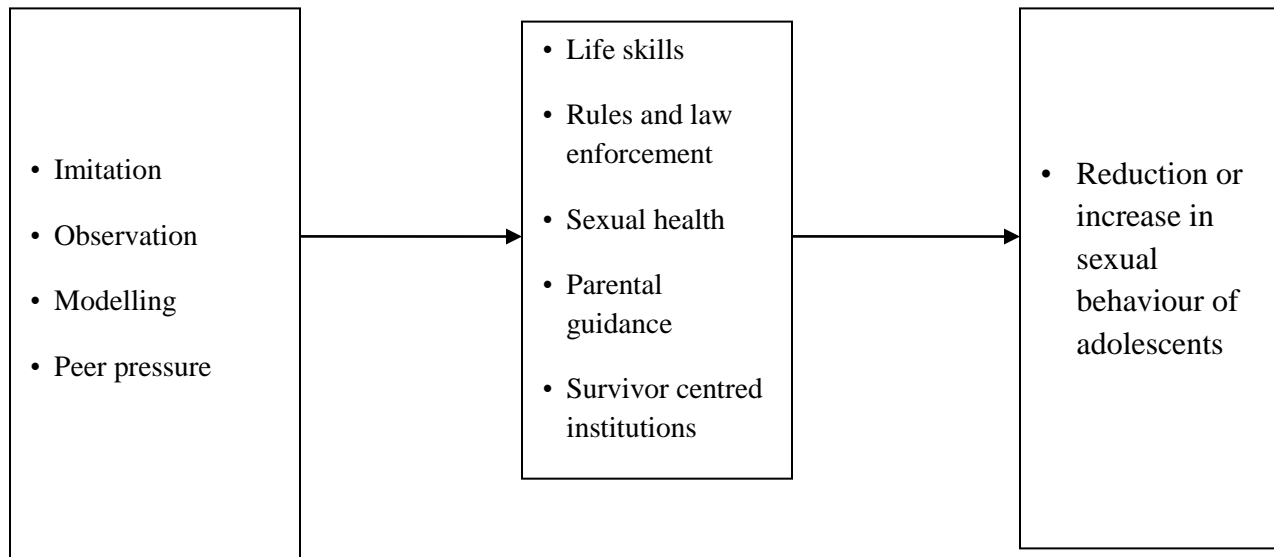 • Imitation
• Observation
• Modelling
• Peer pressure
• Life skills
• Rules and law
enforcement
• Sexual health
• Parental
guidance
• Survivor centred
institutions
• Reduction or
increase in
sexual
behaviour of
adolescents